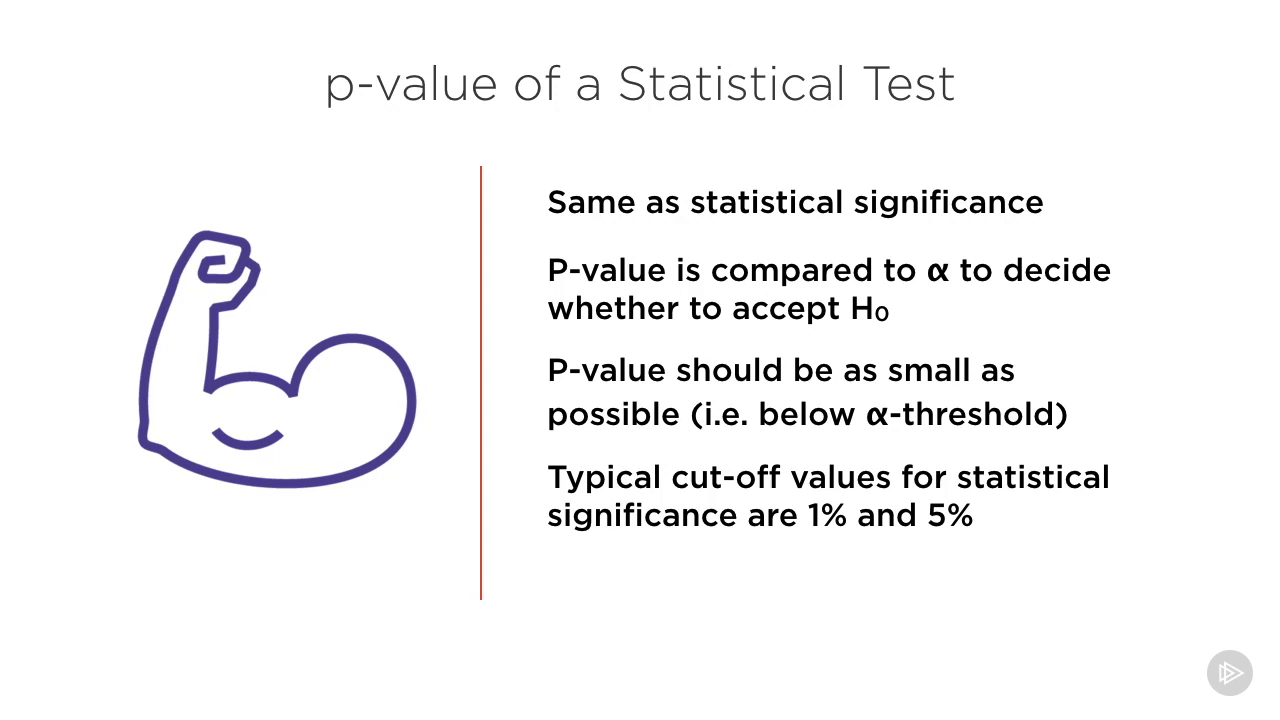 p-value of a Statistical Test
Same as statistical significance
P-value is compared to α to decide
whether to accept H₀
P-value should be as small as
possible (i.e. below α-threshold)
Typical cut-off values for statistical
significance are 1% and 5%